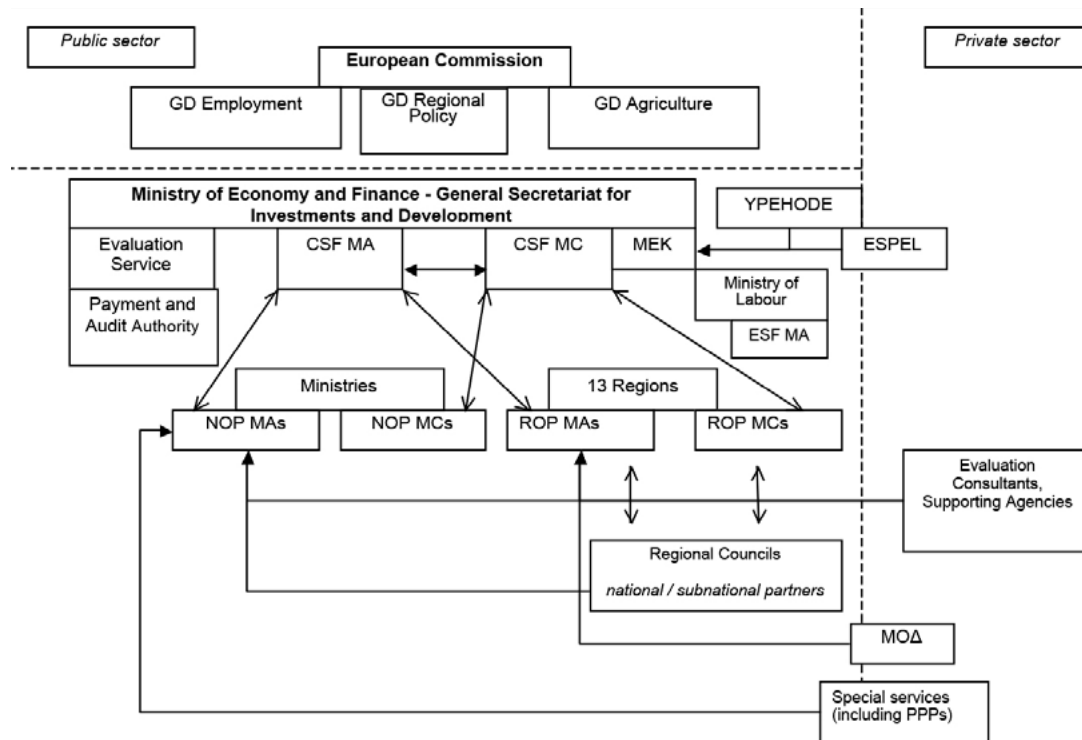 Public sector
Private sector
European Commission
GD Employment
GD Regional
Policy
GD Agriculture
Ministry of Economy and Finance - General Secretariat for
Investments and Development
YPEHODE
Evaluation
Service
CSF MA
CSF MC
MEK
ESPEL
Payment and
Audit Authority
Ministry of
Labour
ESF MA
Ministries
13 Regions
NOP MAs
NOP MCs
ROP MAs
ROP MCs
Evaluation
Consultants,
Supporting Agencies
Regional Councils
national / subnational partners
ΜΟΔ
Special services
(including PPPs)